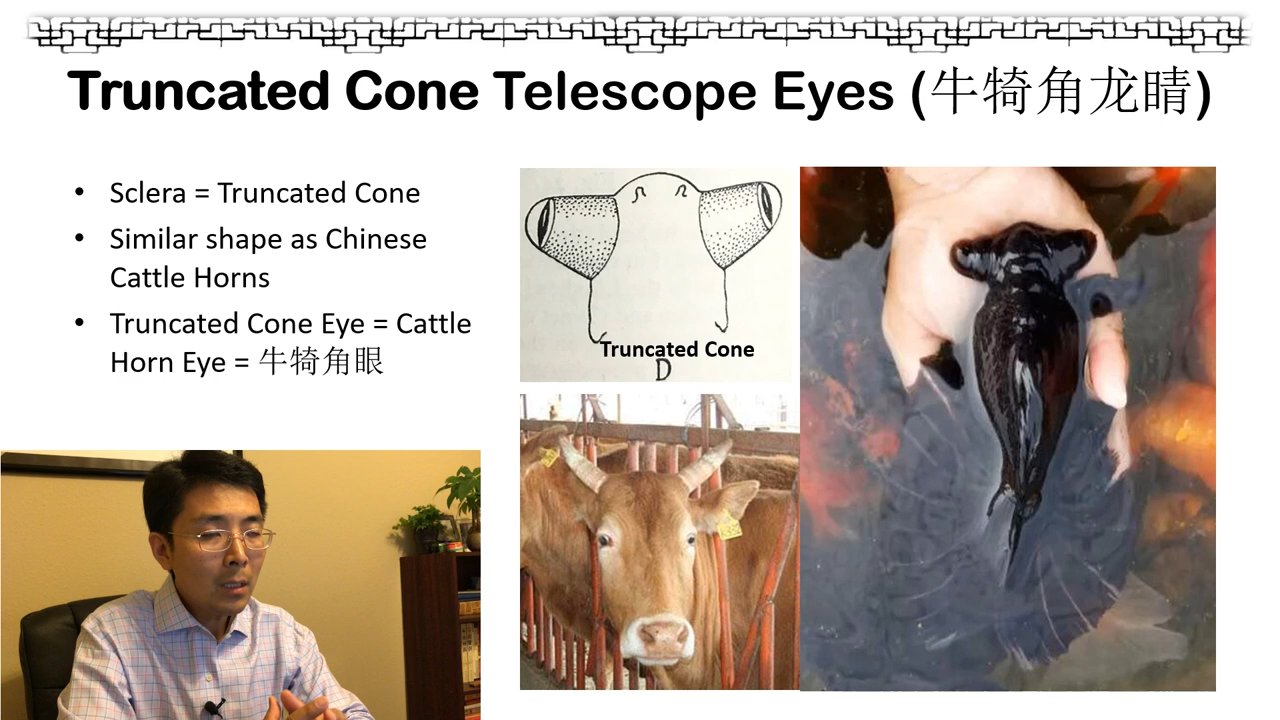 Truncated Cone Telescope Eyes (牛犄角龙睛)
• Sclera = Truncated Cone
• Similar shape as Chinese
Cattle Horns
• Truncated Cone Eye = Cattle
Horn Eye = 牛犄角眼
Truncated Cone
D